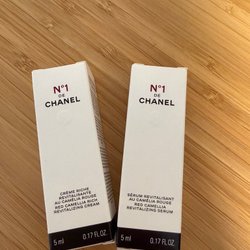 N°1
DE
CHANEL
CRÈME RICHE
REVITALISANTE
AU CAMÉLIA ROUGE
RED CAMELLIA RICH
REVITALIZING CREAM
5 ml 0.17 FL. OZ.
N°1
DE
CHANEL
SÉRUM REVITALISANT
AU CAMÉLIA ROUGE
RED CAMELLIA
REVITALIZING SERUM
5 ml 0.17 FL. OZ.